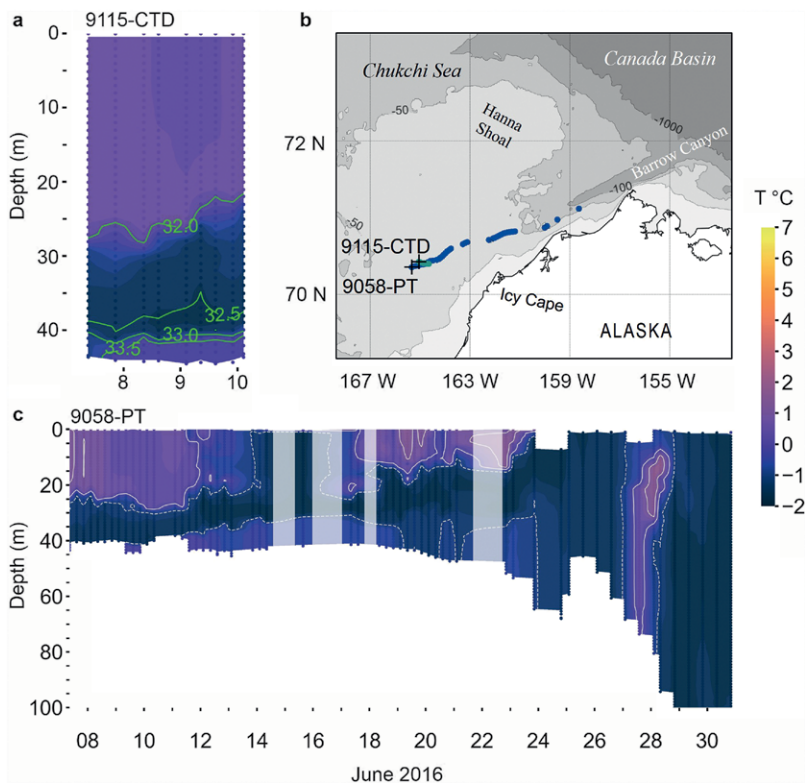 a
9115-CTD
0
10
20
30
40
Depth (m)
32.0
32.5
33.0
33.5
8
9
10
b
Chukchi Sea
Canada Basin
-50
Hanna
Shoal
-1000
Barrow Canyon
-100
-50
72 N
70 N
9115-CTD
9058-PT
Icy Cape
ALASKA
167 W
163 W
159 W
155 W
T °C
7
6
5
4
3
2
1
0
−1
−2
c
9058-PT
0
20
40
60
80
100
Depth (m)
08
10
12
14
16
18
20
22
24
26
28
30
June 2016